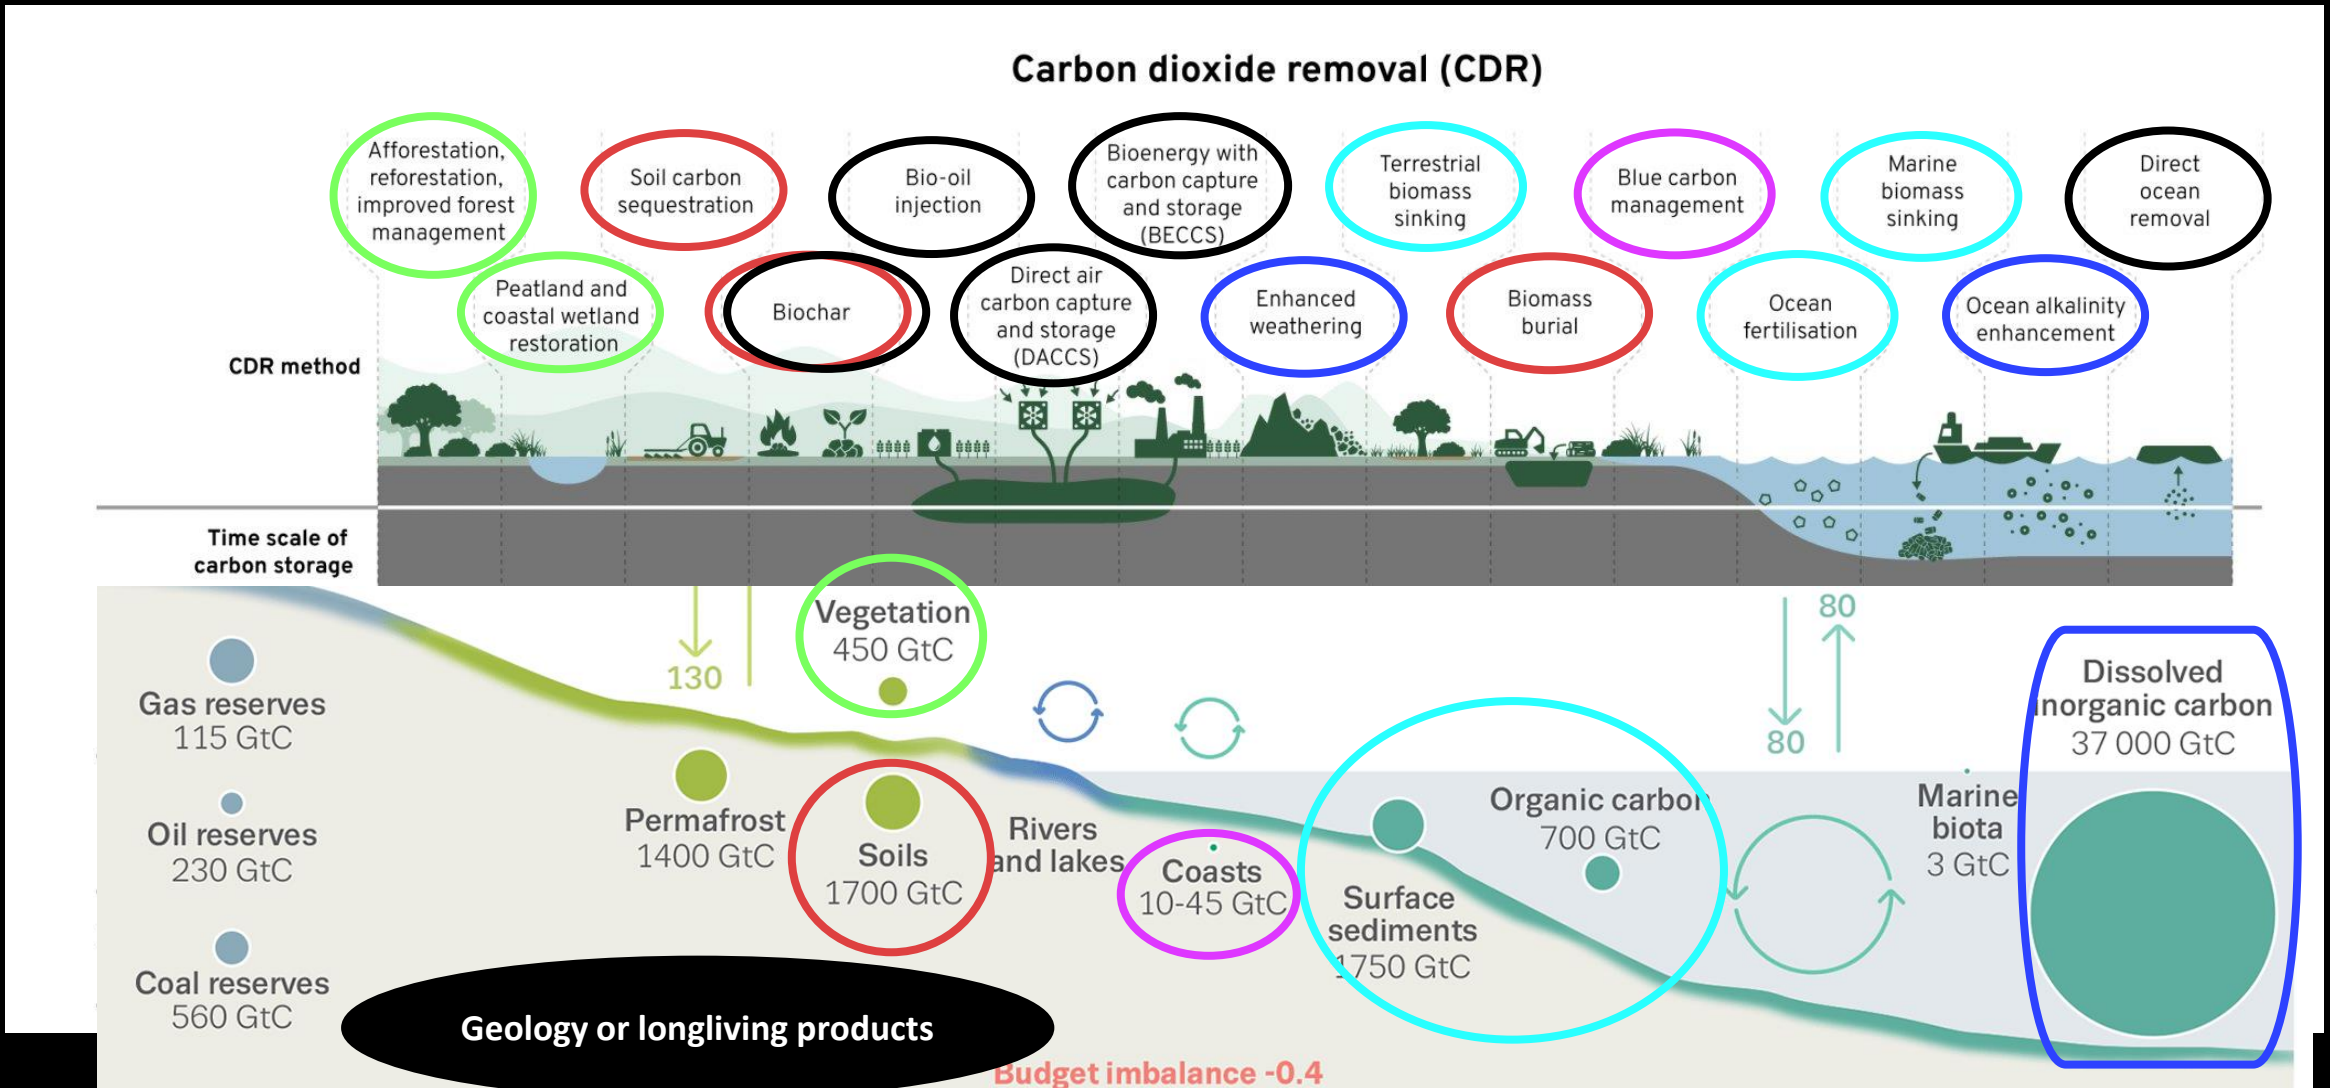 Carbon dioxide removal (CDR)
Afforestation,
reforestation,
improved forest
management
Soil carbon
sequestration
Bio-oil
injection
Bioenergy with
carbon capture
and storage
(BECCS)
Terrestrial
biomass
sinking
Blue carbon
management
Marine
biomass
sinking
Direct
ocean
removal
Peatland and
coastal wetland
restoration
Biochar
Direct air
carbon capture
and storage
(DACCS)
Enhanced
weathering
Biomass
burial
Ocean
fertilisation
Ocean alkalinity
enhancement
CDR method
Time scale of
carbon storage
Vegetation
450 GtC
130
80
80
Gas reserves
115 GtC
Oil reserves
230 GtC
Coal reserves
560 GtC
Permafrost
1400 GtC
Soils
1700 GtC
Rivers
and lakes
Coasts
10-45 GtC
Surface
sediments
1750 GtC
Organic carbon
700 GtC
Marine
biota
3 GtC
Dissolved
inorganic carbon
37 000 GtC
Geology or longliving products
Budget imbalance -0.4